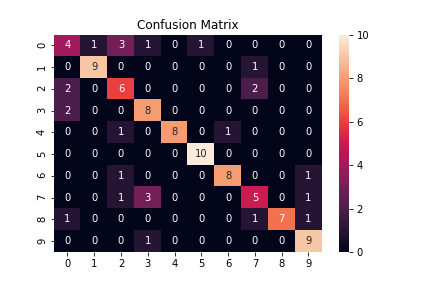 Confusion Matrix
0 4 1 3 1 0 1 0 0 0 0
1 0 9 0 0 0 0 0 1 0 0
2 2 0 6 0 0 0 0 2 0 0
3 2 0 0 8 0 0 0 0 0 0
4 0 0 1 0 8 0 1 0 0 0
5 0 0 0 0 0 10 0 0 0 0
6 0 0 1 0 0 0 8 0 0 1
7 0 0 1 3 0 0 0 5 0 1
8 1 0 0 0 0 0 0 1 7 1
9 0 0 0 1 0 0 0 0 0 9
0 1 2 3 4 5 6 7 8 9
10
8
6
4
2
0